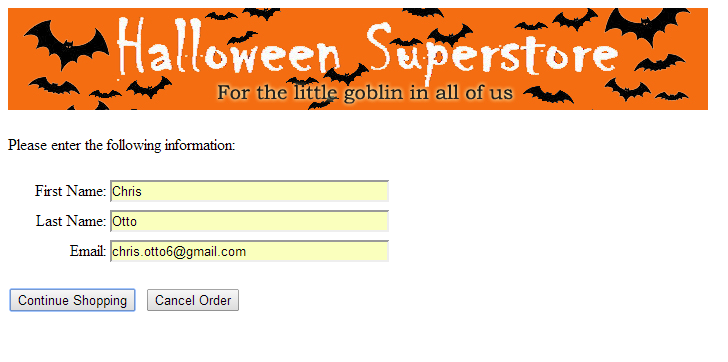 Halloween Superstore
For the little goblin in all of us
Please enter the following information:
First Name: Chris
Last Name: Otto
Email: chris.otto6@gmail.com
Continue Shopping Cancel Order